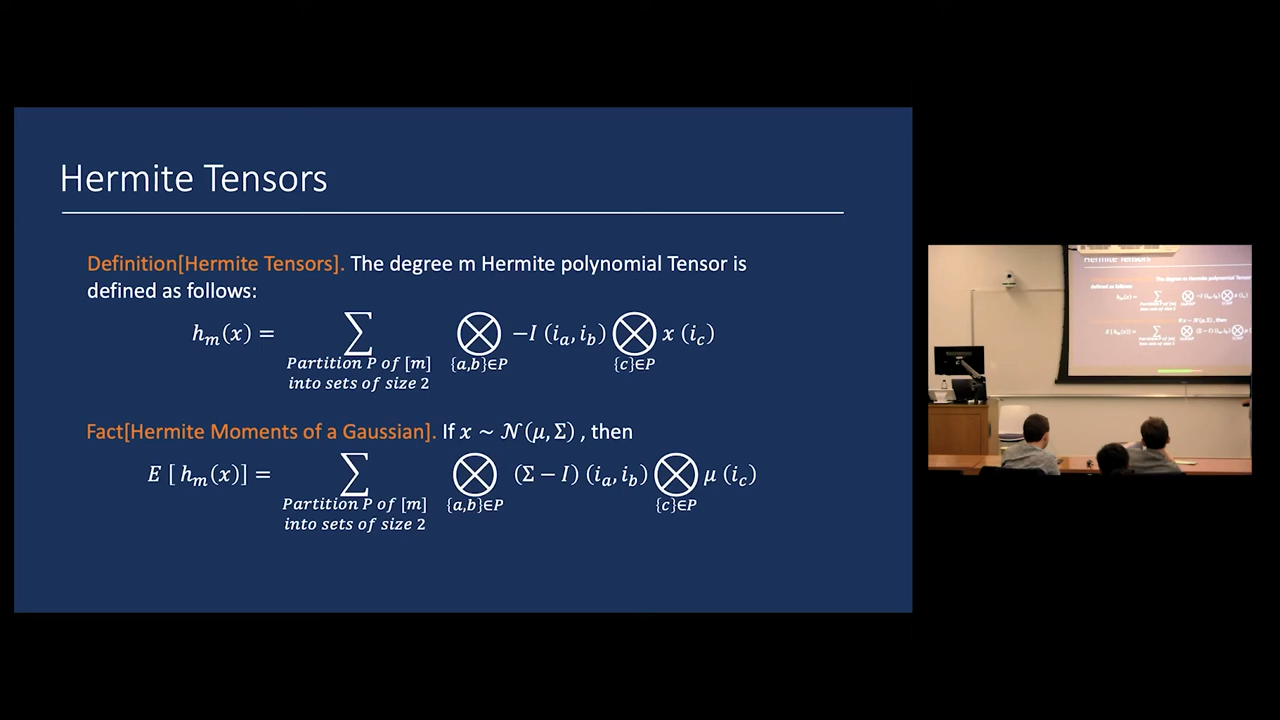 Hermite Tensors
Definition[Hermite Tensors]. The degree m Hermite polynomial Tensor is
defined as follows:
h_m(x) = ∑ ⨂ −I (i_a, i_b) ⨂ x (i_c)
Partition P of [m] {a,b}∈P {c}∈P
into sets of size 2
Fact[Hermite Moments of a Gaussian]. If x ~ 𝒩(μ, Σ) , then
E [ h_m(x)] = ∑ ⨂ (Σ − I) (i_a, i_b) ⨂ μ (i_c)
Partition P of [m] {a,b}∈P {c}∈P
into sets of size 2